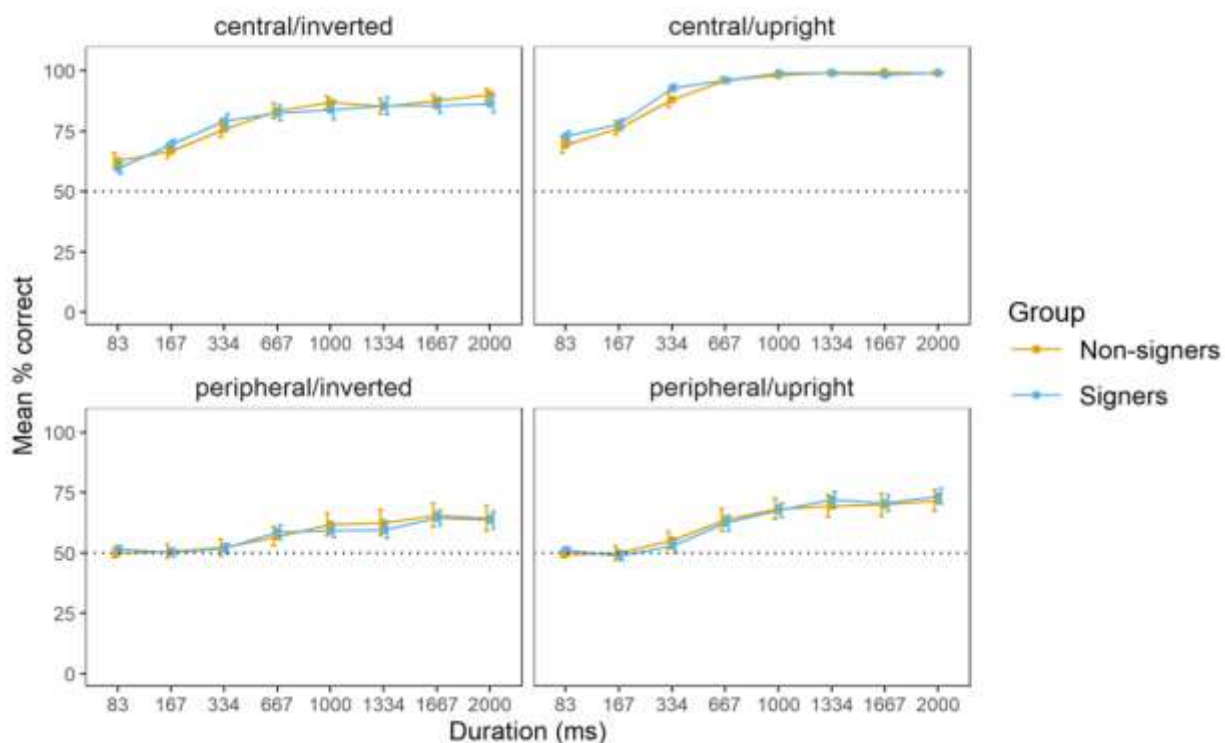 central/inverted
central/upright
100
75
50
25
0
83 167 334 667 1000 1334 1667 2000
83 167 334 667 1000 1334 1667 2000
peripheral/inverted
peripheral/upright
100
75
50
25
0
83 167 334 667 1000 1334 1667 2000
83 167 334 667 1000 1334 1667 2000
Mean % correct
Duration (ms)
Group
Non-signers
Signers